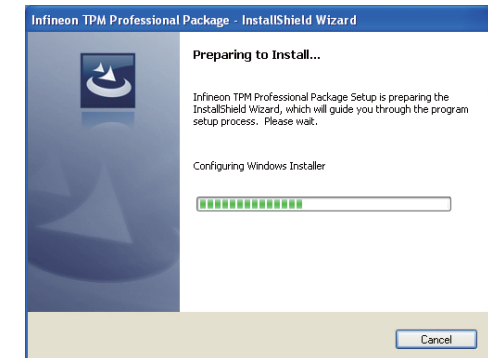 Infineon TPM Professional Package - InstallShield Wizard
Preparing to Install...
Infineon TPM Professional Package Setup is preparing the
InstallShield Wizard, which will guide you through the program
setup process. Please wait.
Configuring Windows Installer
Cancel